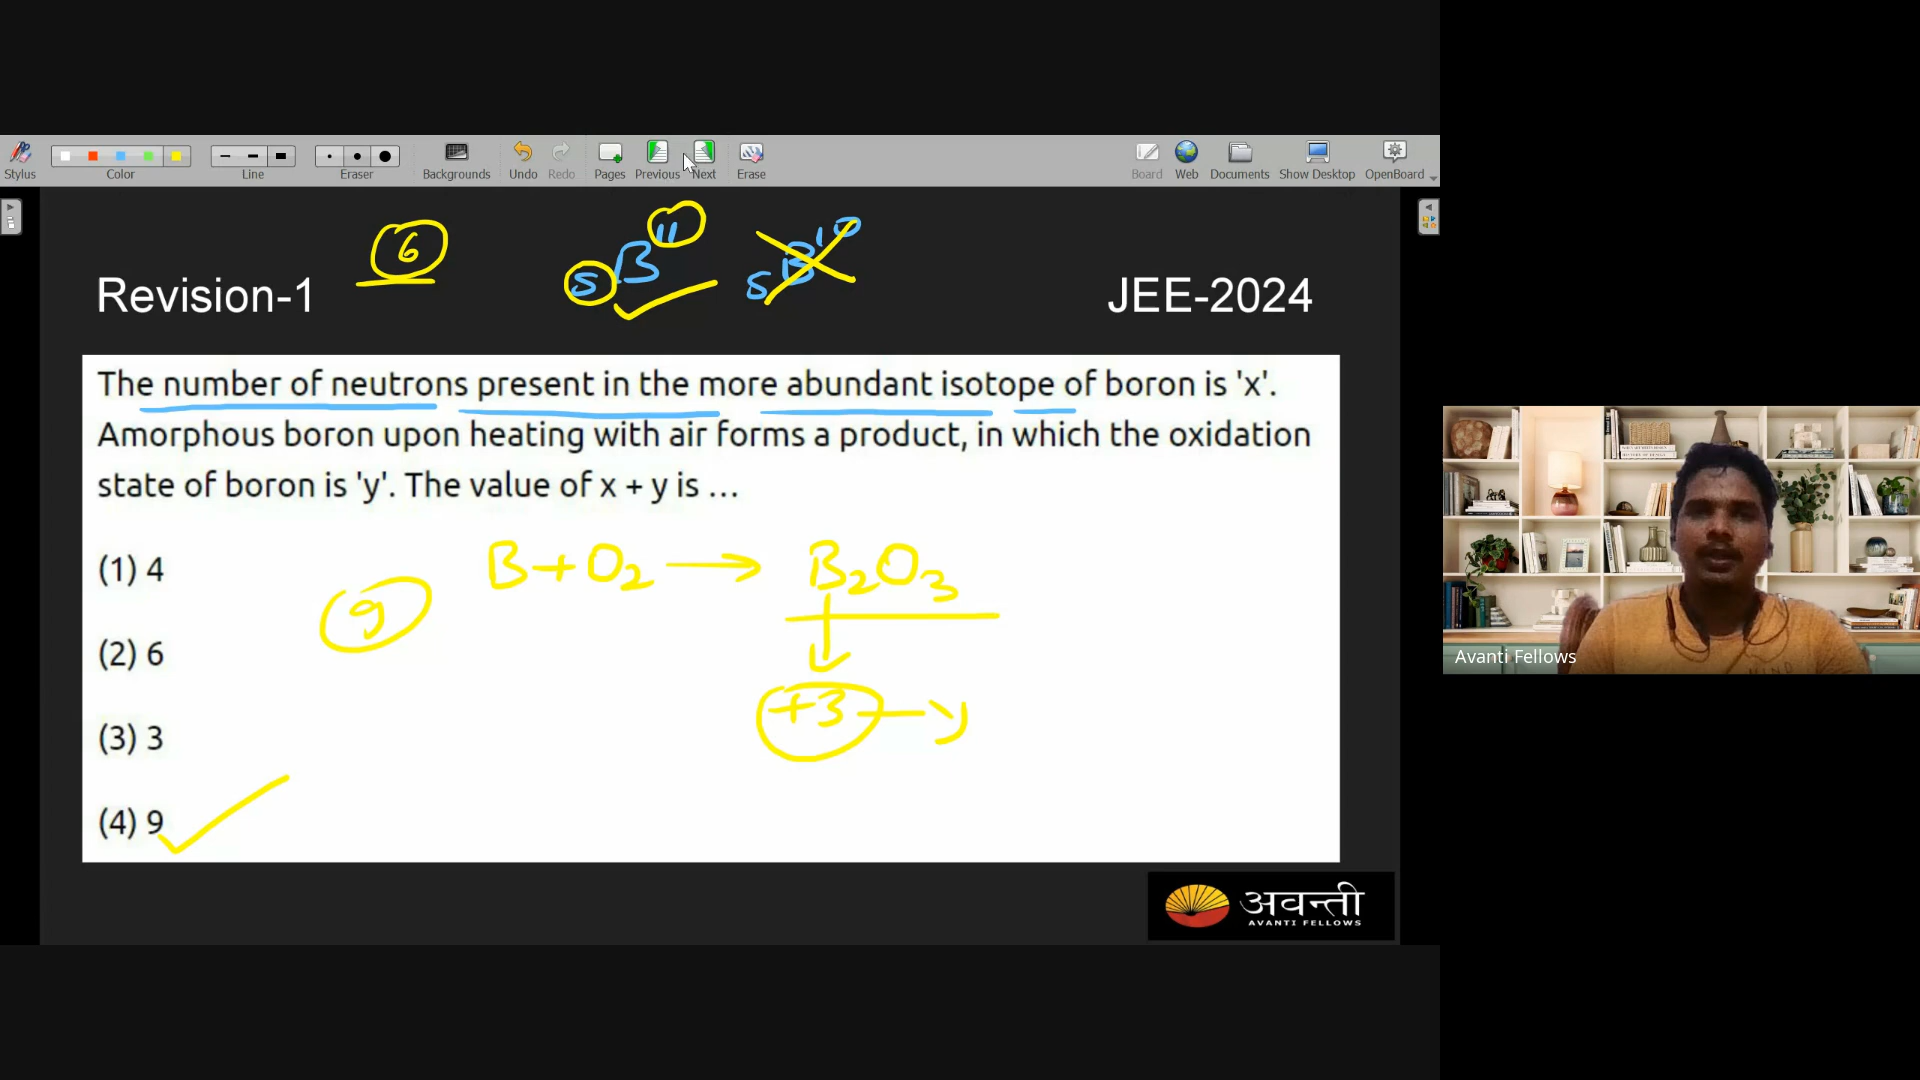 Stylus Color Line Eraser Backgrounds Undo Redo Pages Previous Next Erase Board Web Documents Show Desktop OpenBoard
6
5 B 11
5 B 10
Revision-1
JEE-2024
The number of neutrons present in the more abundant isotope of boron is 'x'.
Amorphous boron upon heating with air forms a product, in which the oxidation
state of boron is 'y'. The value of x + y is ...
B + O2 → B2O3
(1) 4
9
(2) 6
+3 — y
(3) 3
(4) 9
अवन्ती
AVANTI FELLOWS
Avanti Fellows